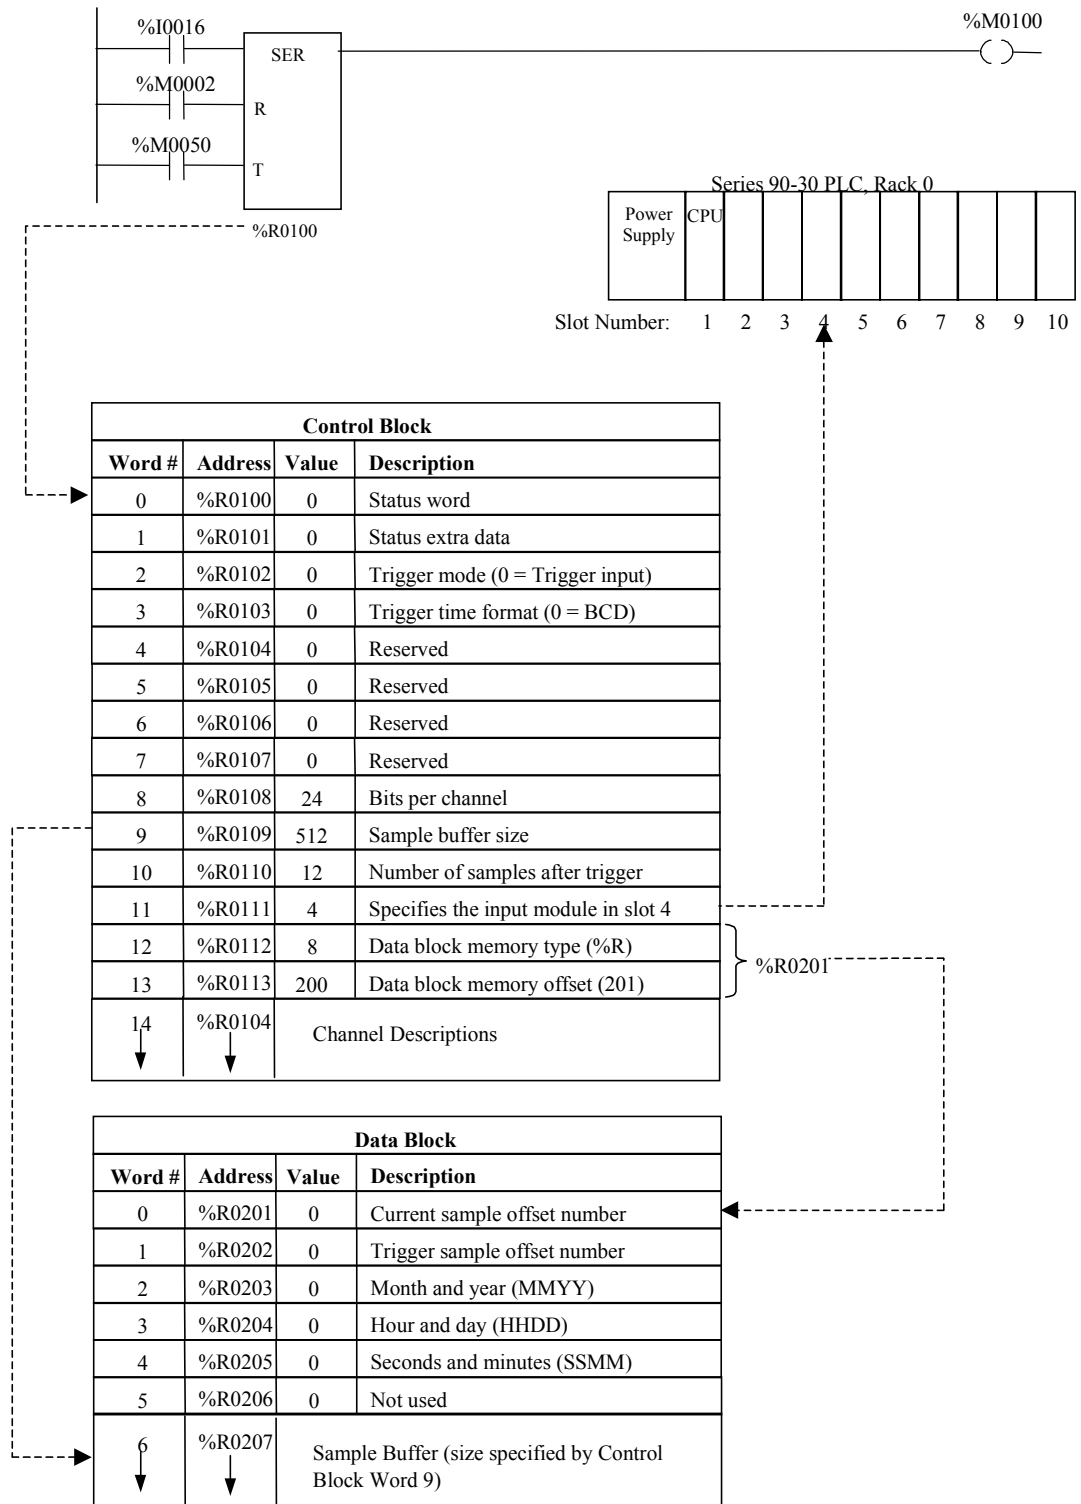 %I0016
%M0100
SER
%M0002
R
%M0050
T
%R0100
Series 90-30 PLC, Rack 0
Power Supply CPU
Slot Number: 1 2 3 4 5 6 7 8 9 10
Control Block
Word # Address Value Description
0 %R0100 0 Status word
1 %R0101 0 Status extra data
2 %R0102 0 Trigger mode (0 = Trigger input)
3 %R0103 0 Trigger time format (0 = BCD)
4 %R0104 0 Reserved
5 %R0105 0 Reserved
6 %R0106 0 Reserved
7 %R0107 0 Reserved
8 %R0108 24 Bits per channel
9 %R0109 512 Sample buffer size
10 %R0110 12 Number of samples after trigger
11 %R0111 4 Specifies the input module in slot 4
12 %R0112 8 Data block memory type (%R)
%R0201
13 %R0113 200 Data block memory offset (201)
14 %R0104 Channel Descriptions
Data Block
Word # Address Value Description
0 %R0201 0 Current sample offset number
1 %R0202 0 Trigger sample offset number
2 %R0203 0 Month and year (MMYY)
3 %R0204 0 Hour and day (HHDD)
4 %R0205 0 Seconds and minutes (SSMM)
5 %R0206 0 Not used
6 %R0207 Sample Buffer (size specified by Control
Block Word 9)